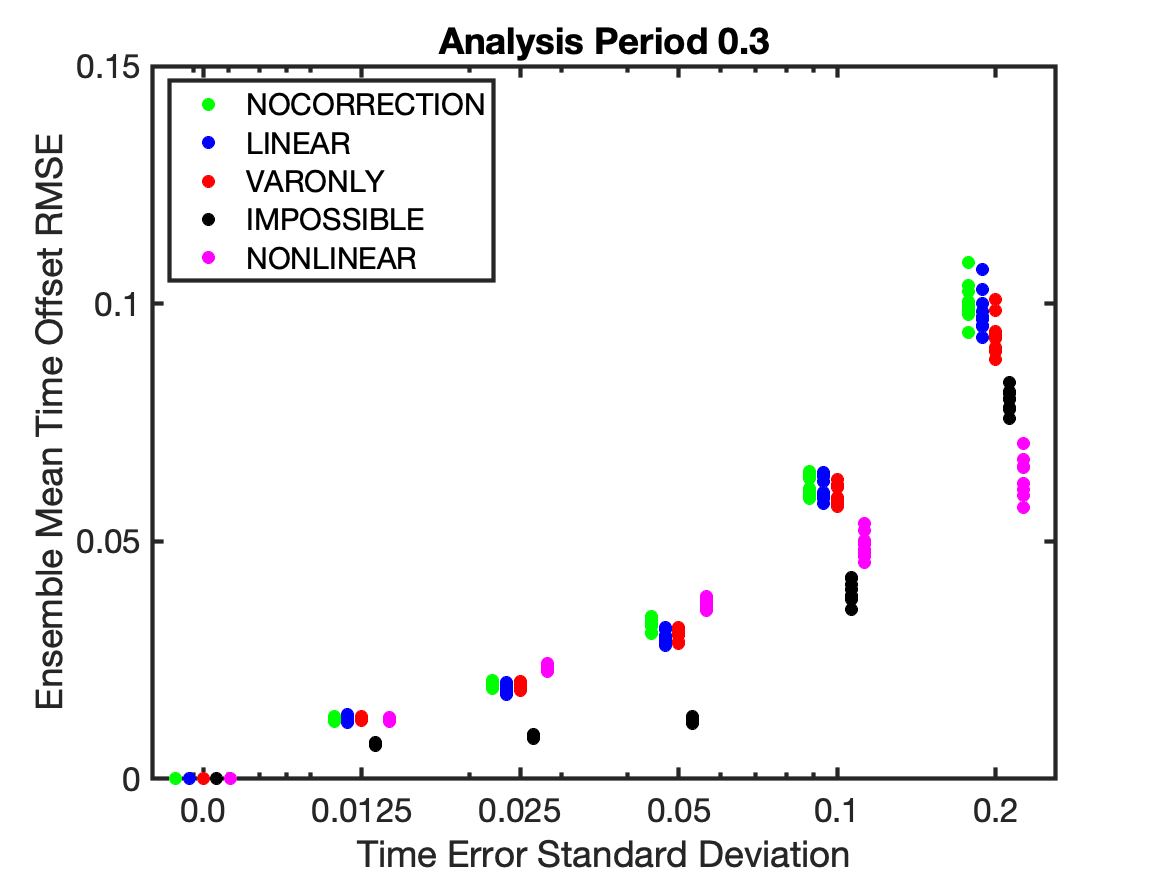 Analysis Period 0.3
0.15
0.1
0.05
0
Ensemble Mean Time Offset RMSE
NOCORRECTION
LINEAR
VARONLY
IMPOSSIBLE
NONLINEAR
0.0 0.0125 0.025 0.05 0.1 0.2
Time Error Standard Deviation